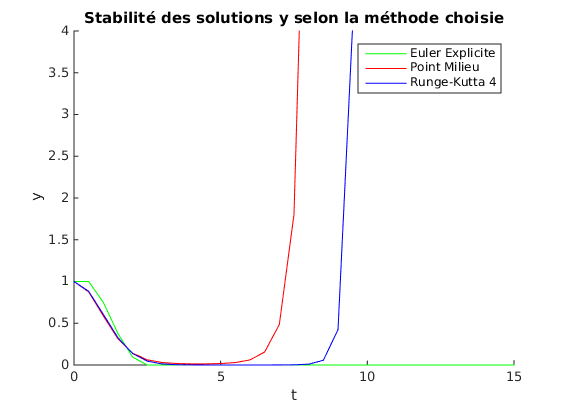 Stabilité des solutions y selon la méthode choisie
4
3.5
3
2.5
2
1.5
1
0.5
0
y
Euler Explicite
Point Milieu
Runge-Kutta 4
0 5 10 15
t